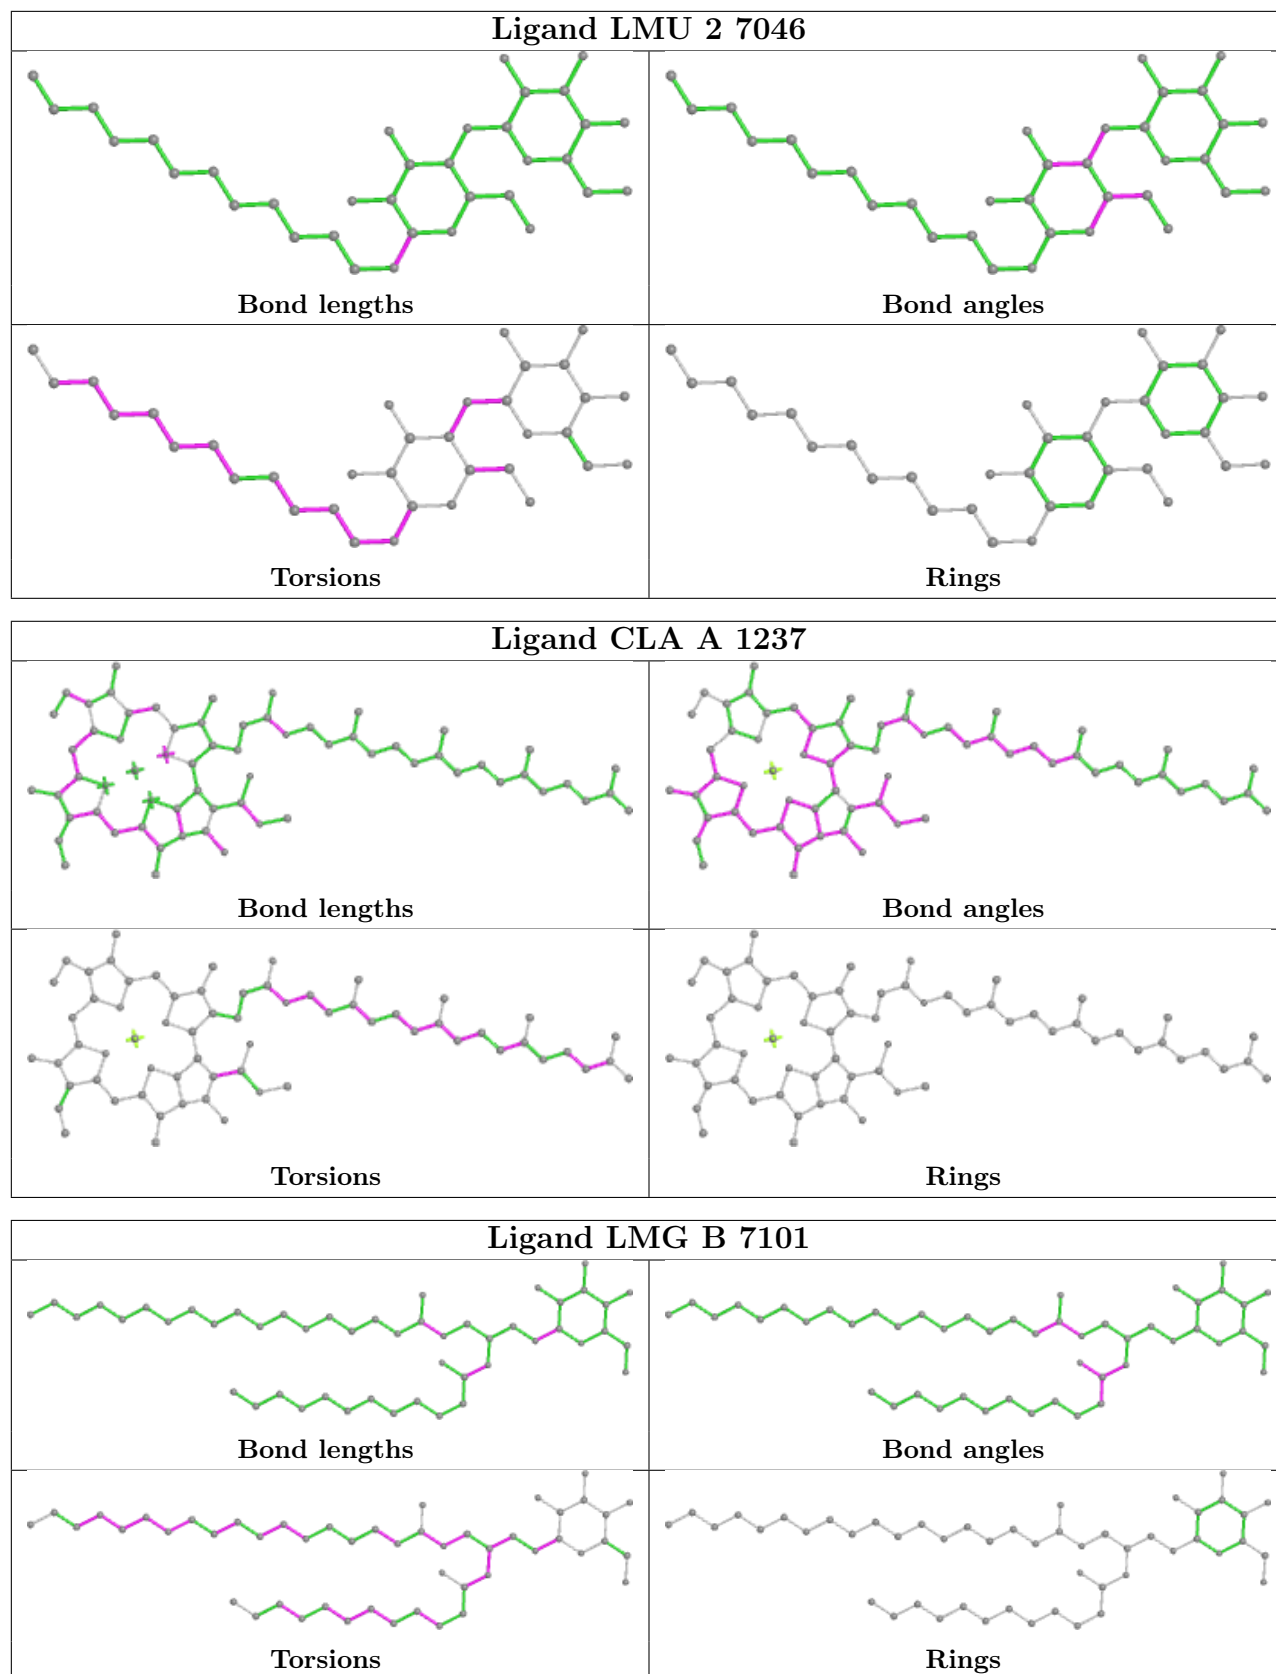 Ligand LMU 2 7046
Bond lengths
Bond angles
Torsions
Rings
Ligand CLA A 1237
Bond lengths
Bond angles
Torsions
Rings
Ligand LMG B 7101
Bond lengths
Bond angles
Torsions
Rings